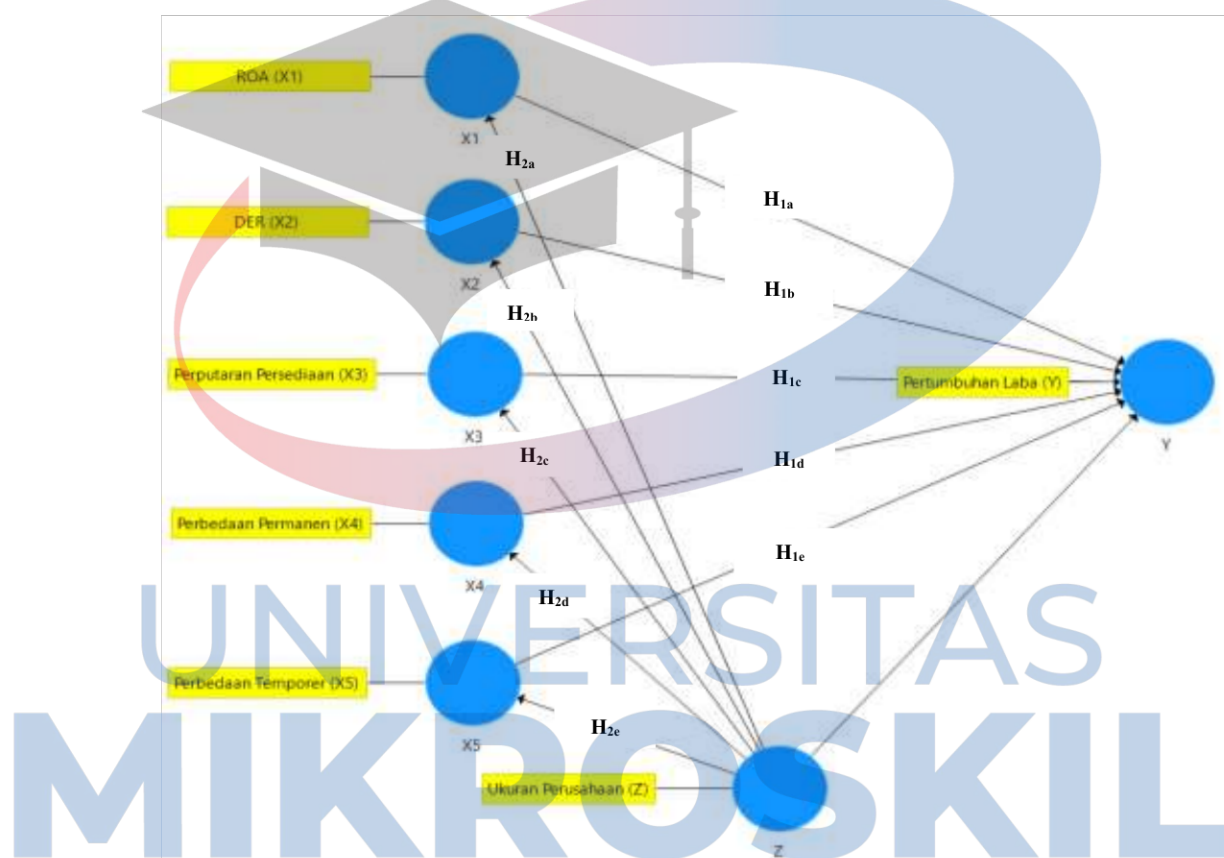 ROA (X1)
X1
H2a
H1a
DER (X2)
X2
H1b
H2b
Perputaran Persediaan (X3)
X3
H1c
Pertumbuhan Laba (Y)
Y
H2c
H1d
Perbedaan Permanen (X4)
X4
H1e
H2d
Perbedaan Temporer (X5)
X5
H2e
Ukuran Perusahaan (Z)
Z
UNIVERSITAS
MIKROSKIL